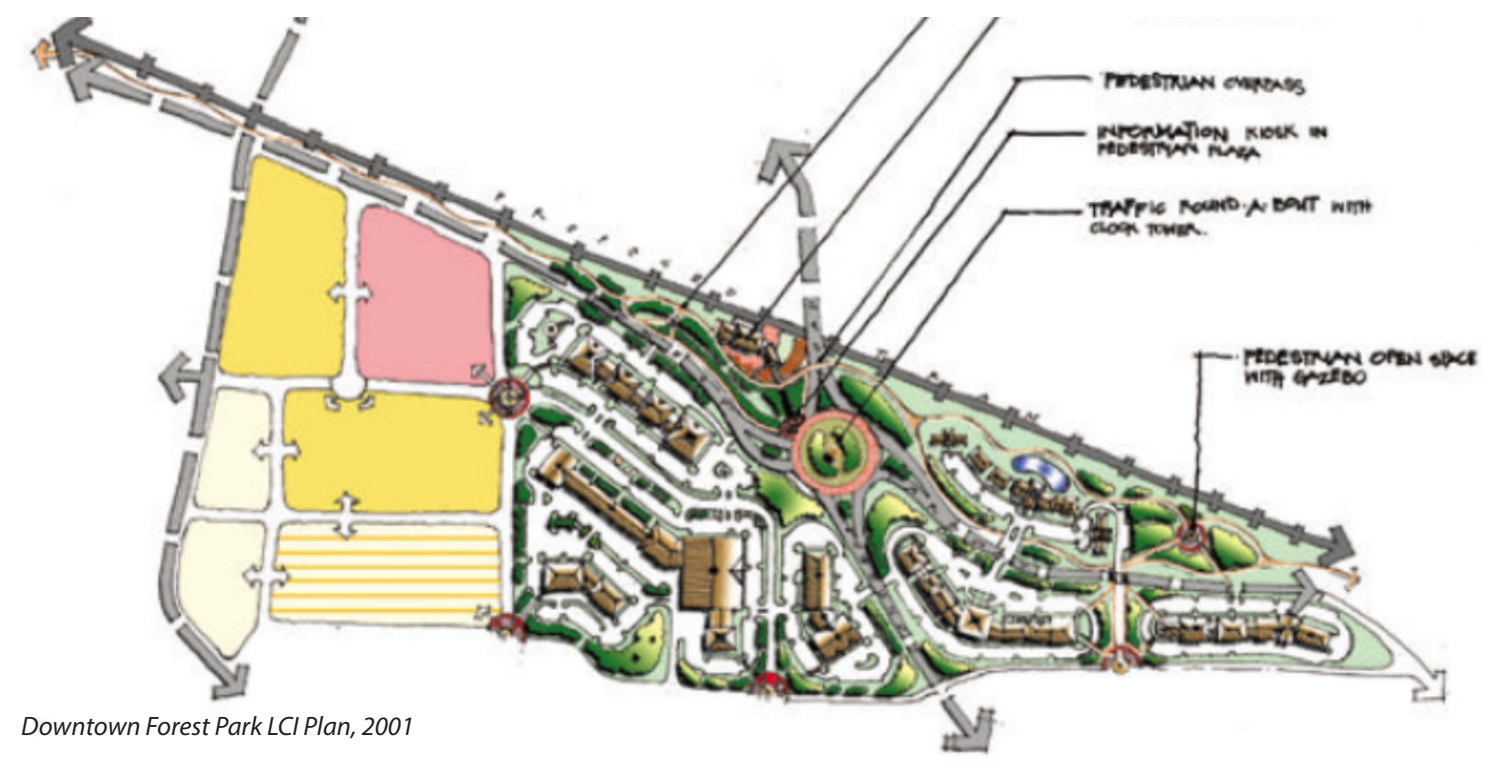 PEDESTRIAN OVERPASS
INFORMATION KIOSK IN
PEDESTRIAN PLAZA
TRAFFIC ROUND-A-BOUT WITH
CLOCK TOWER.
PEDESTRIAN OPEN SPACE
WITH GAZEBO
Downtown Forest Park LCI Plan, 2001